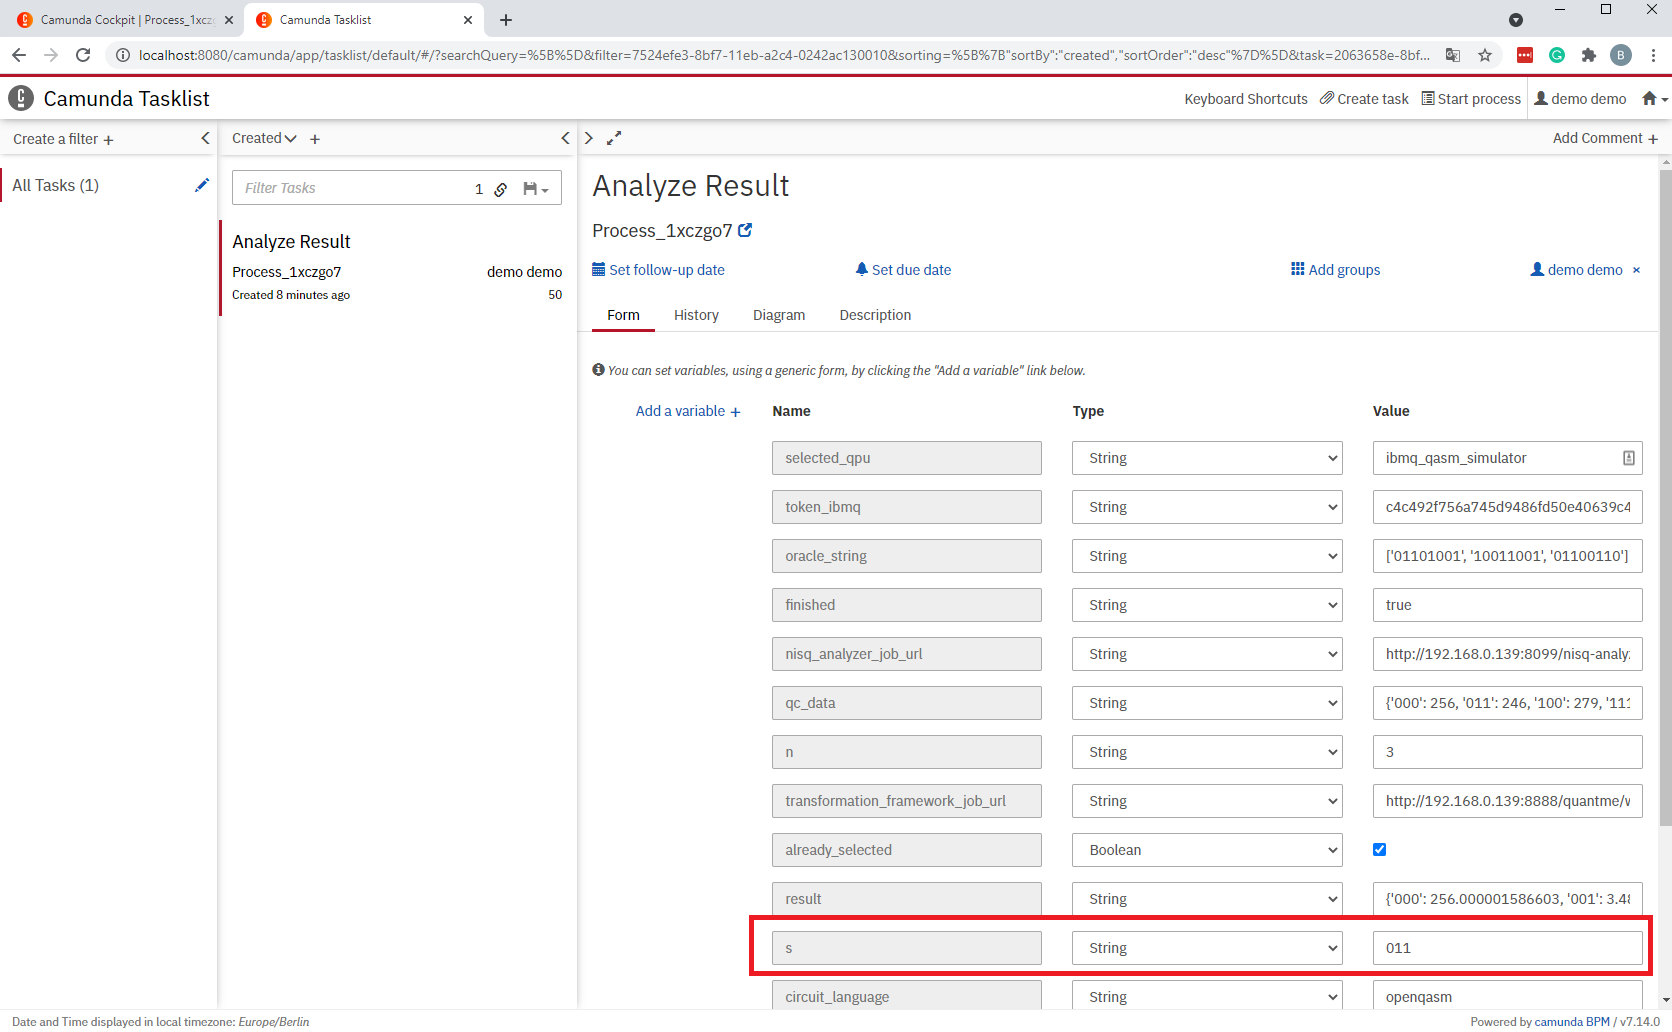 Camunda Cockpit | Process_1xczg
Camunda Tasklist
localhost:8080/camunda/app/tasklist/default/#/?searchQuery=%5B%5D&filter=7524efe3-8bf7-11eb-a2c4-0242ac130010&sorting=%5B%7B"sortBy":"created","sortOrder":"desc"%7D%5D&task=2063658e-8bf...
B
Camunda Tasklist
Keyboard Shortcuts
Create task
Start process
demo demo
Create a filter +
Created
+
Add Comment +
All Tasks (1)
Filter Tasks
1
Analyze Result
Process_1xczgo7
demo demo
Created 8 minutes ago
50
Analyze Result
Process_1xczgo7
Set follow-up date
Set due date
Add groups
demo demo ×
Form
History
Diagram
Description
You can set variables, using a generic form, by clicking the "Add a variable" link below.
Add a variable +
Name
Type
Value
selected_qpu
String
ibmq_qasm_simulator
token_ibmq
String
c4c492f756a745d9486fd50e40639c4
oracle_string
String
['01101001', '10011001', '01100110']
finished
String
true
nisq_analyzer_job_url
String
http://192.168.0.139:8099/nisq-analy
qc_data
String
{'000': 256, '011': 246, '100': 279, '111
n
String
3
transformation_framework_job_url
String
http://192.168.0.139:8888/quantme/w
already_selected
Boolean
result
String
{'000': 256.000001586603, '001': 3.48
s
String
011
circuit_language
String
openqasm
Date and Time displayed in local timezone: Europe/Berlin
Powered by camunda BPM / v7.14.0